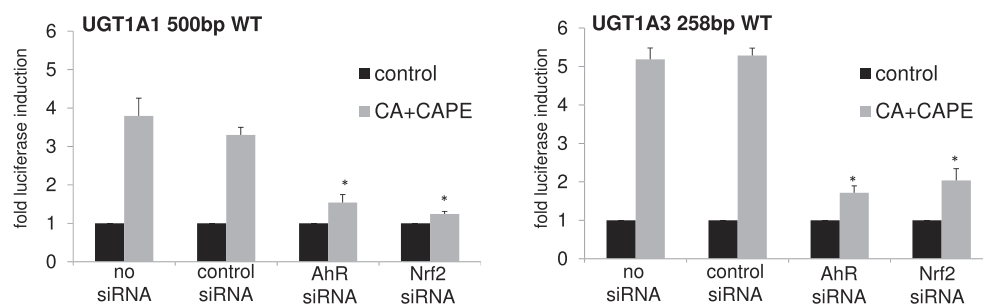 UGT1A1 500bp WT
fold luciferase induction
6
5
4
3
2
1
0
control
CA+CAPE
*
*
no siRNA
control siRNA
AhR siRNA
Nrf2 siRNA
UGT1A3 258bp WT
fold luciferase induction
6
5
4
3
2
1
0
control
CA+CAPE
*
*
no siRNA
control siRNA
AhR siRNA
Nrf2 siRNA